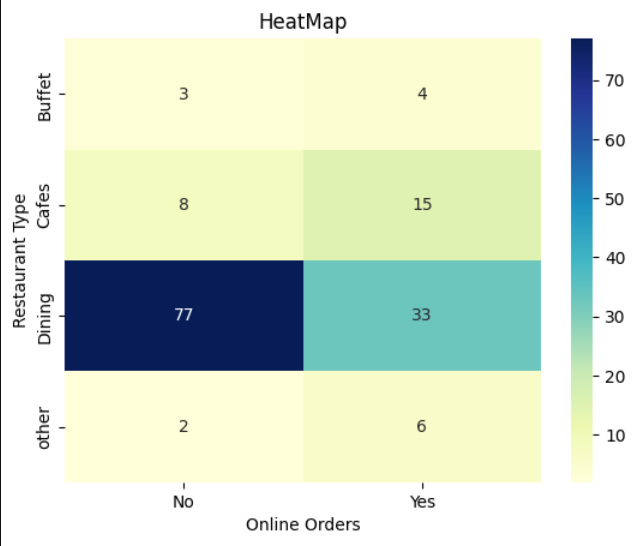 HeatMap
Restaurant Type
Buffet
3 4
Cafes
8 15
Dining
77 33
other
2 6
No Yes
Online Orders
70
60
50
40
30
20
10